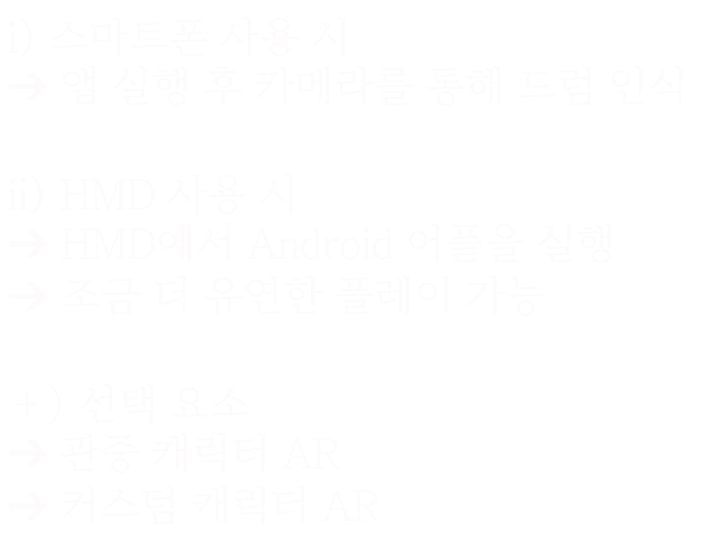 i) 스마트폰 사용 시
→ 앱 실행 후 카메라를 통해 드럼 인식
ii) HMD 사용 시
→ HMD에서 Android 어플을 실행
→ 조금 더 유연한 플레이 가능
+) 선택 요소
→ 관중 캐릭터 AR
→ 커스텀 캐릭터 AR